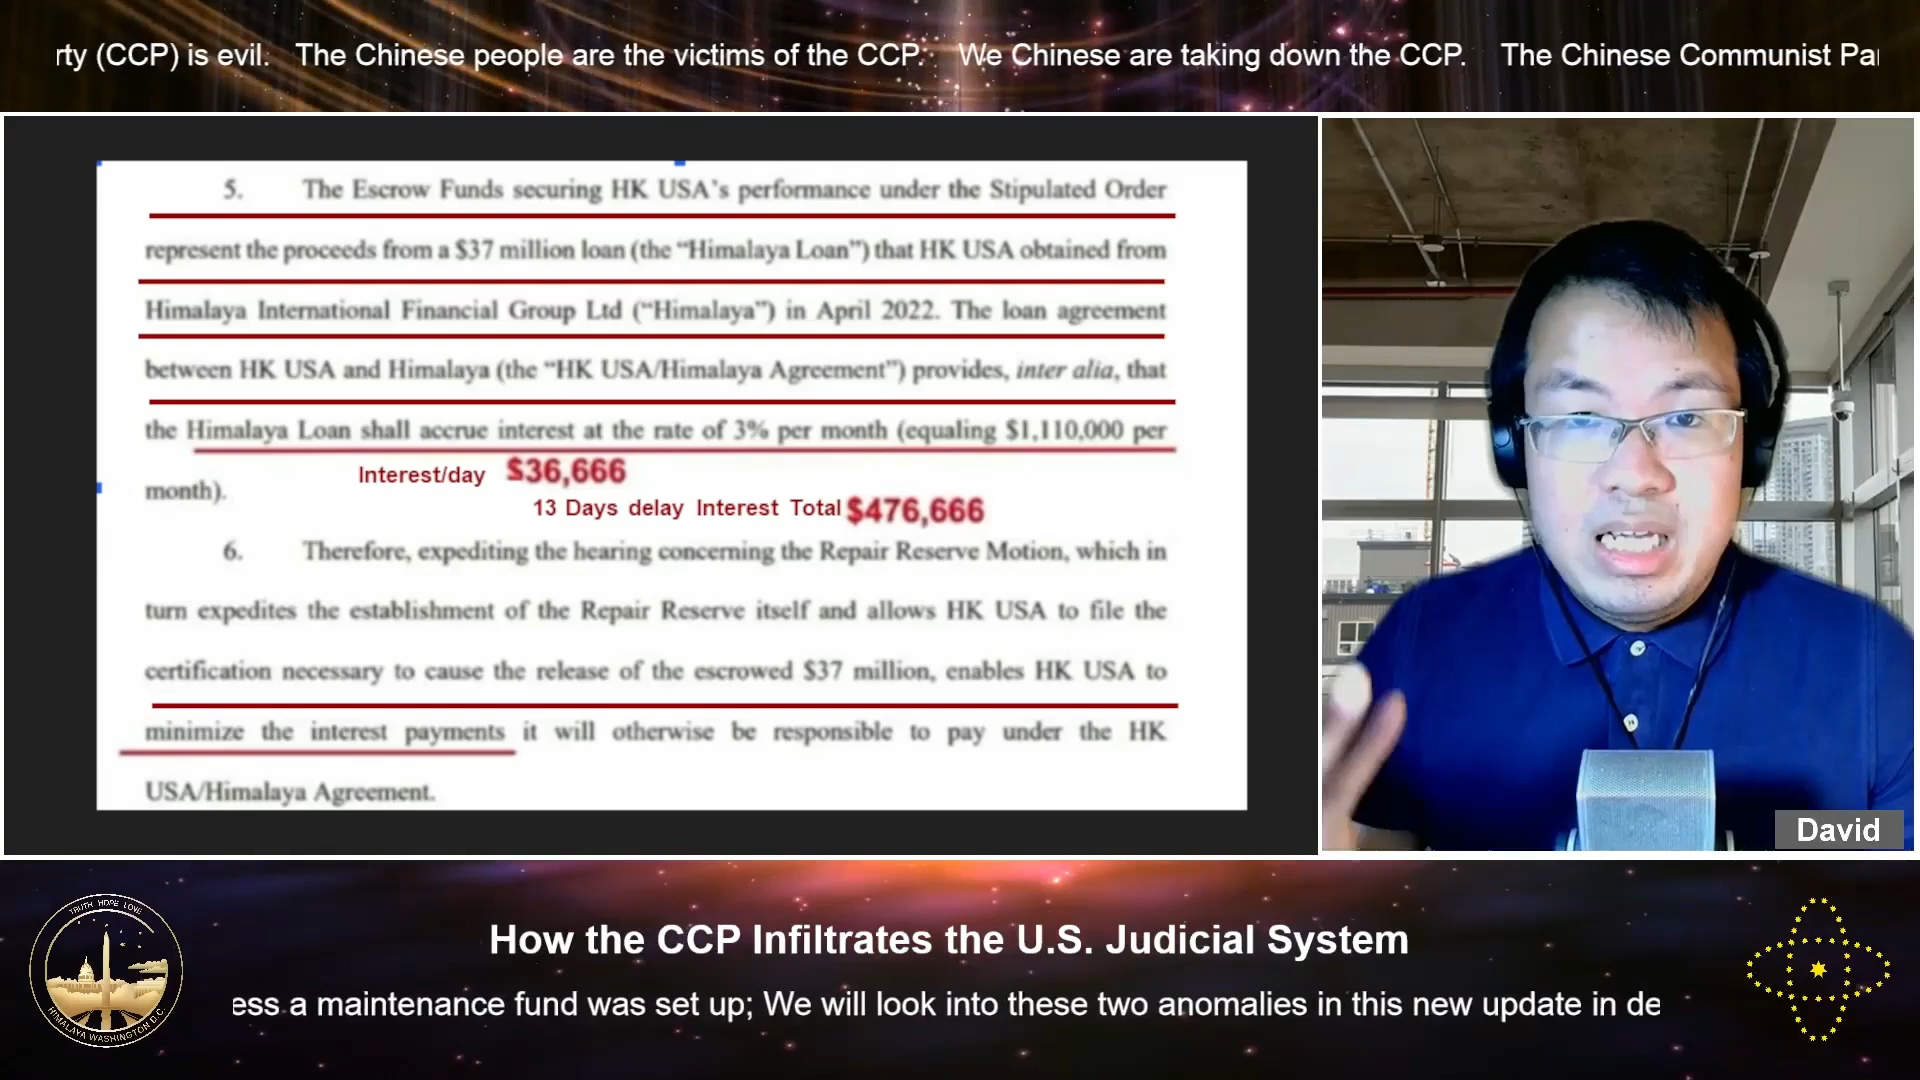 rty (CCP) is evil. The Chinese people are the victims of the CCP. We Chinese are taking down the CCP. The Chinese Communist Par
5. The Escrow Funds securing HK USA's performance under the Stipulated Order
represent the proceeds from a $37 million loan (the “Himalaya Loan”) that HK USA obtained from
Himalaya International Financial Group Ltd (“Himalaya”) in April 2022. The loan agreement
between HK USA and Himalaya (the “HK USA/Himalaya Agreement”) provides, inter alia, that
the Himalaya Loan shall accrue interest at the rate of 3% per month (equaling $1,110,000 per
month).
Interest/day $36,666
13 Days delay Interest Total $476,666
6. Therefore, expediting the hearing concerning the Repair Reserve Motion, which in
turn expedites the establishment of the Repair Reserve itself and allows HK USA to file the
certification necessary to cause the release of the escrowed $37 million, enables HK USA to
minimize the interest payments it will otherwise be responsible to pay under the HK
USA/Himalaya Agreement.
David
TRUTH HOPE LOVE
HIMALAYA WASHINGTON D.C.
How the CCP Infiltrates the U.S. Judicial System
ess a maintenance fund was set up; We will look into these two anomalies in this new update in de